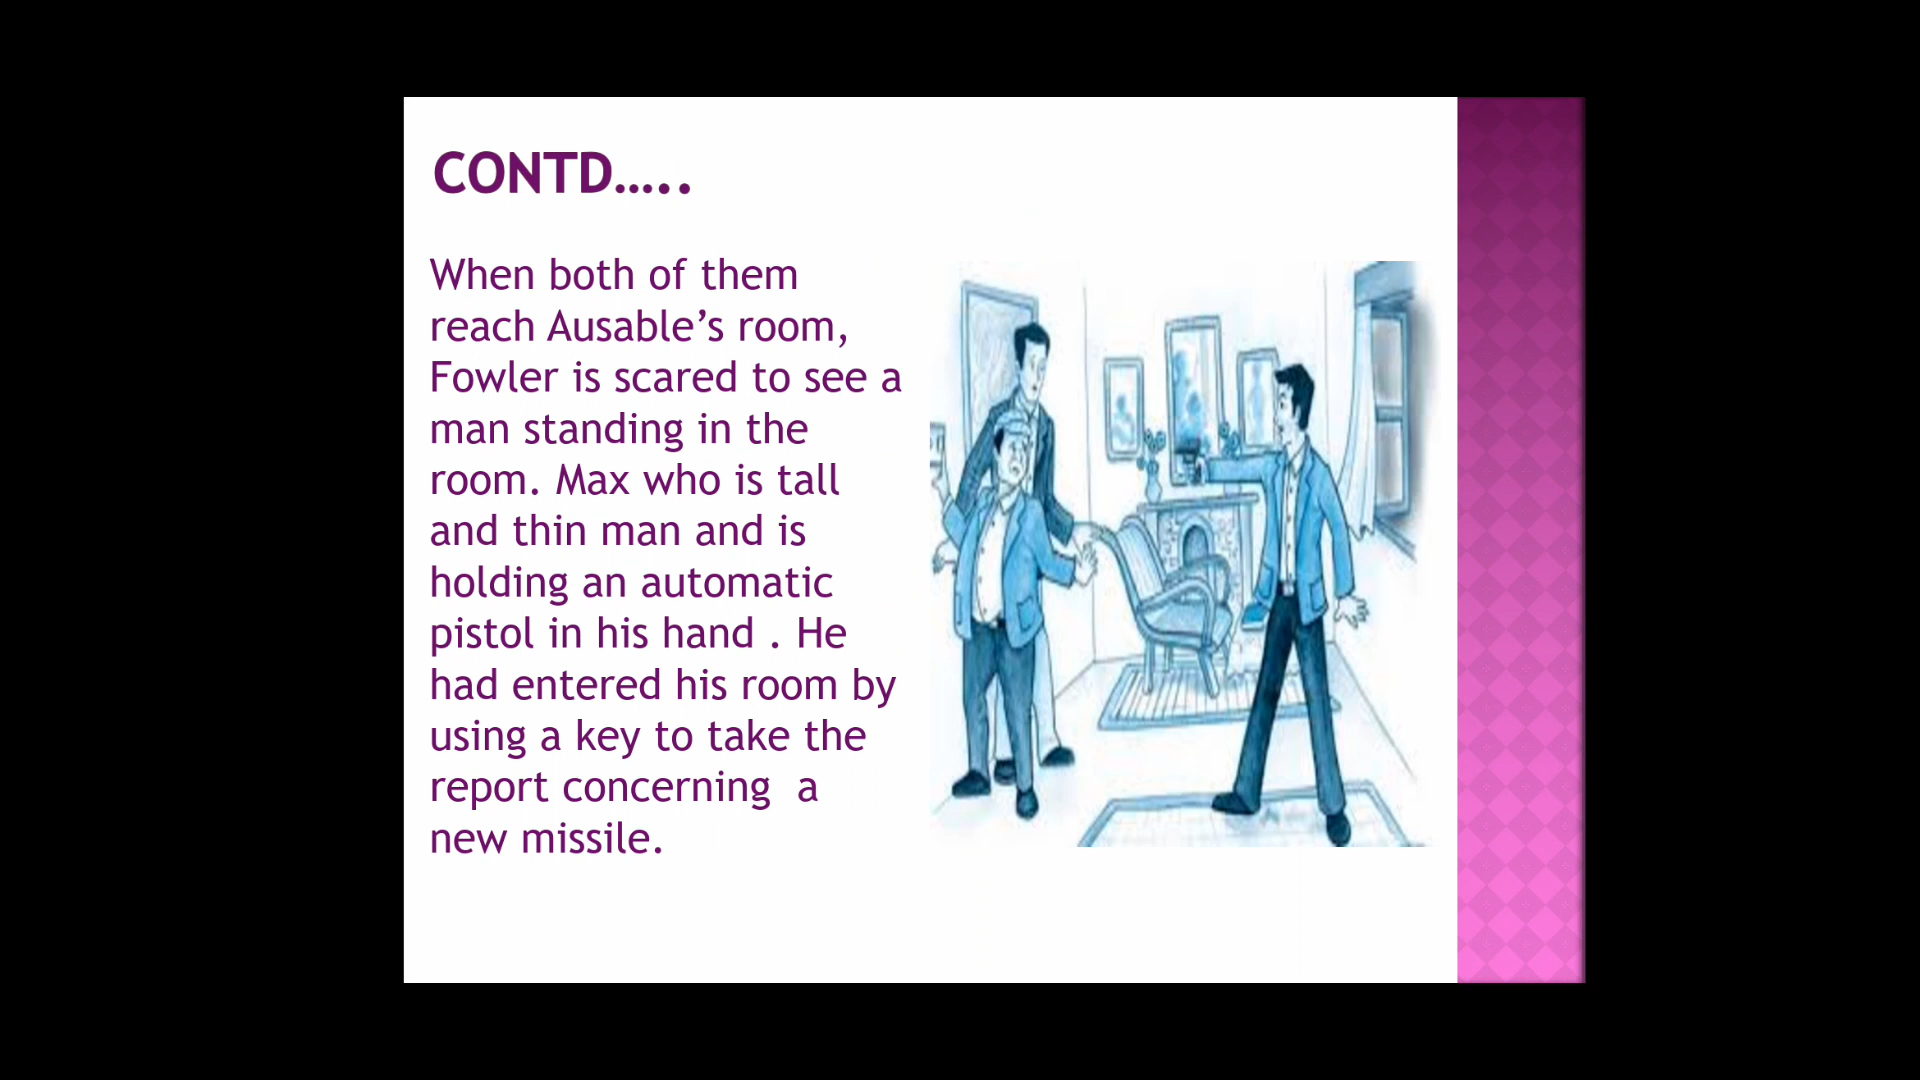 CONTD…..
When both of them
reach Ausable’s room,
Fowler is scared to see a
man standing in the
room. Max who is tall
and thin man and is
holding an automatic
pistol in his hand . He
had entered his room by
using a key to take the
report concerning  a
new missile.